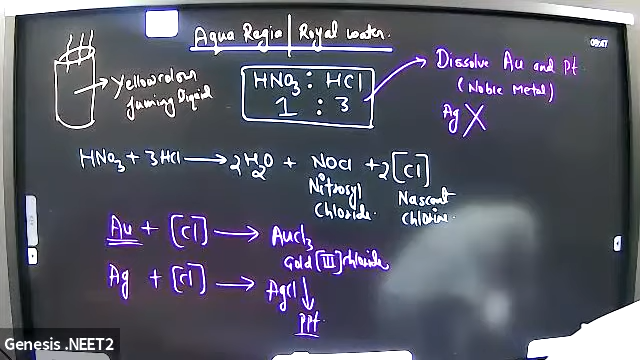 Aqua Regia | Royal water.
09:47
Yellow colour
fuming liquid
HNO3 : HCl
1 : 3
Dissolve Au and Pt.
(Noble Metal)
Ag X
HNO3 + 3HCl → 2H2O + NOCl + 2[Cl]
Nitrosyl
Chloride.
Nascent
chlorine.
Au + [Cl] → AuCl3
Gold [III] chloride
Ag + [Cl] → AgCl ↓
ppt
Genesis .NEET2